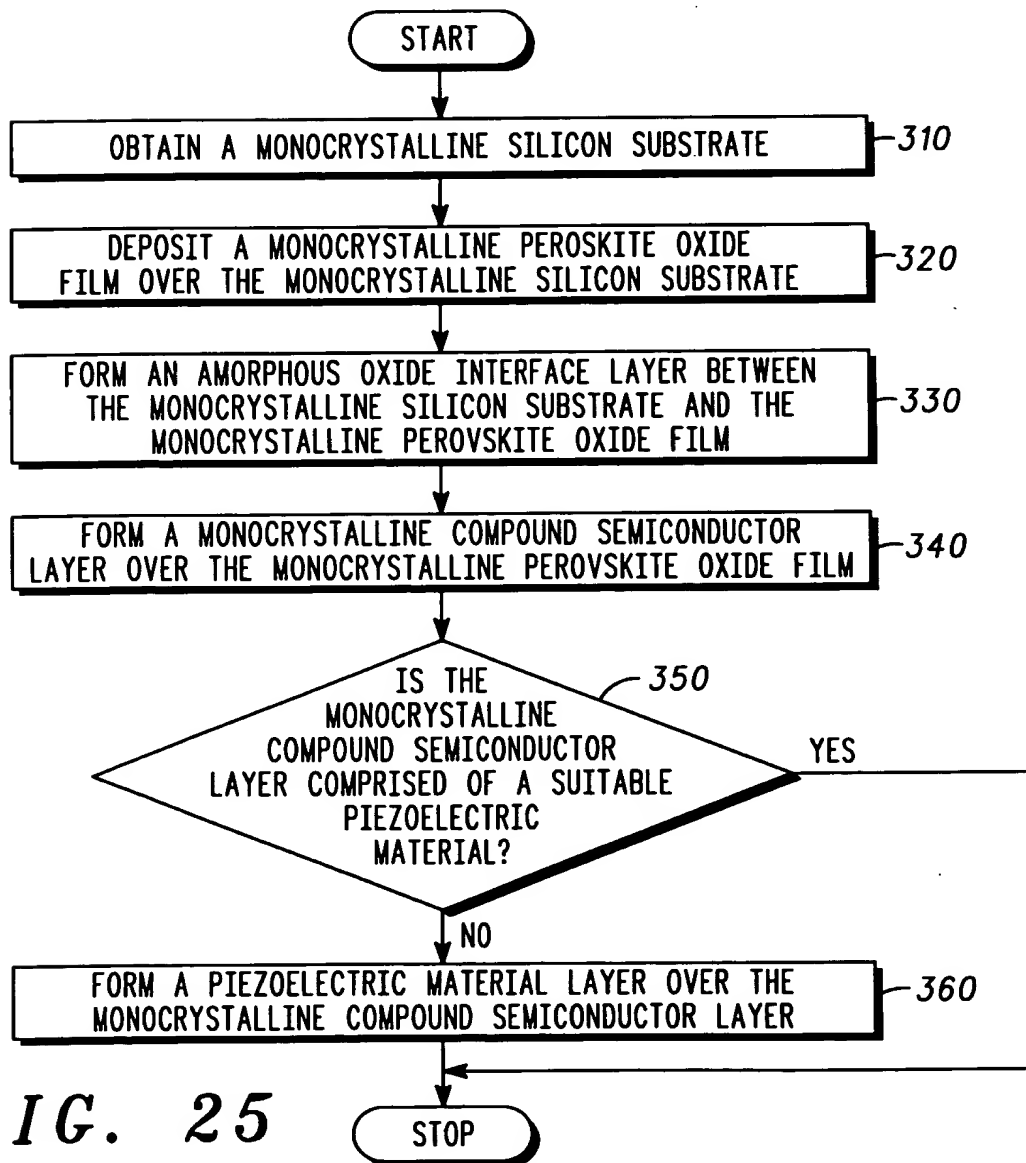 START
OBTAIN A MONOCRYSTALLINE SILICON SUBSTRATE
310
DEPOSIT A MONOCRYSTALLINE PEROSKITE OXIDE
FILM OVER THE MONOCRYSTALLINE SILICON SUBSTRATE
320
FORM AN AMORPHOUS OXIDE INTERFACE LAYER BETWEEN
THE MONOCRYSTALLINE SILICON SUBSTRATE AND THE
MONOCRYSTALLINE PEROVSKITE OXIDE FILM
330
FORM A MONOCRYSTALLINE COMPOUND SEMICONDUCTOR
LAYER OVER THE MONOCRYSTALLINE PEROVSKITE OXIDE FILM
340
IS THE
MONOCRYSTALLINE
COMPOUND SEMICONDUCTOR
LAYER COMPRISED OF A SUITABLE
PIEZOELECTRIC
MATERIAL?
350
YES
NO
FORM A PIEZOELECTRIC MATERIAL LAYER OVER THE
MONOCRYSTALLINE COMPOUND SEMICONDUCTOR LAYER
360
STOP
IG. 25